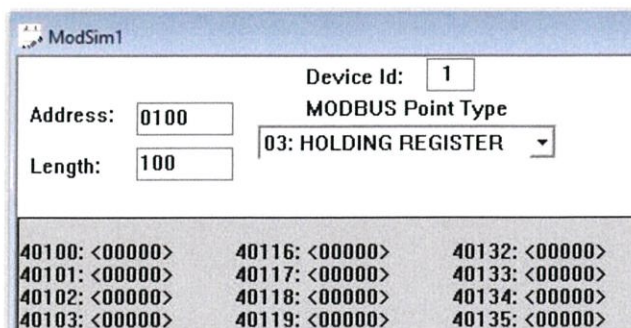 ModSim1
Device Id: 1
Address: 0100
MODBUS Point Type
03: HOLDING REGISTER
Length: 100
40100: <00000> 40116: <00000> 40132: <00000>
40101: <00000> 40117: <00000> 40133: <00000>
40102: <00000> 40118: <00000> 40134: <00000>
40103: <00000> 40119: <00000> 40135: <00000>